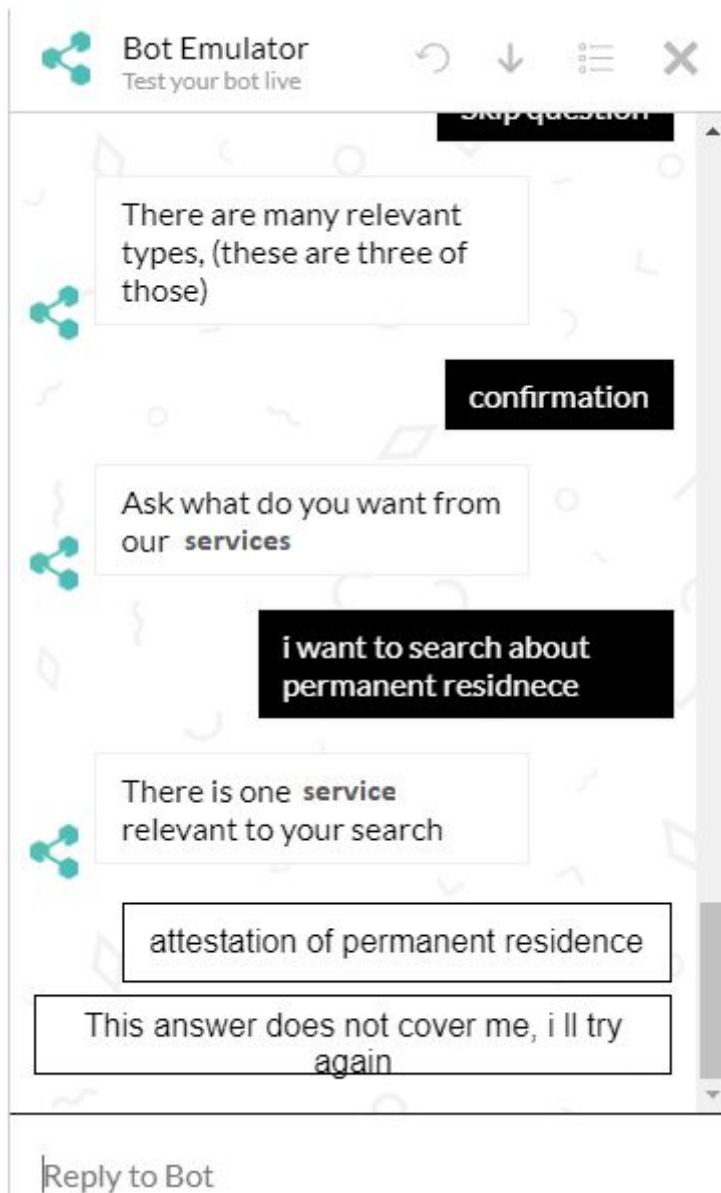 Bot Emulator
Test your bot live
Skip question
There are many relevant
types, (these are three of
those)
confirmation
Ask what do you want from
our services
i want to search about
permanent residnece
There is one service
relevant to your search
attestation of permanent residence
This answer does not cover me, i ll try
again
Reply to Bot